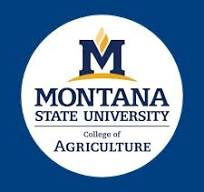 M
MONTANA
STATE UNIVERSITY
College of
AGRICULTURE